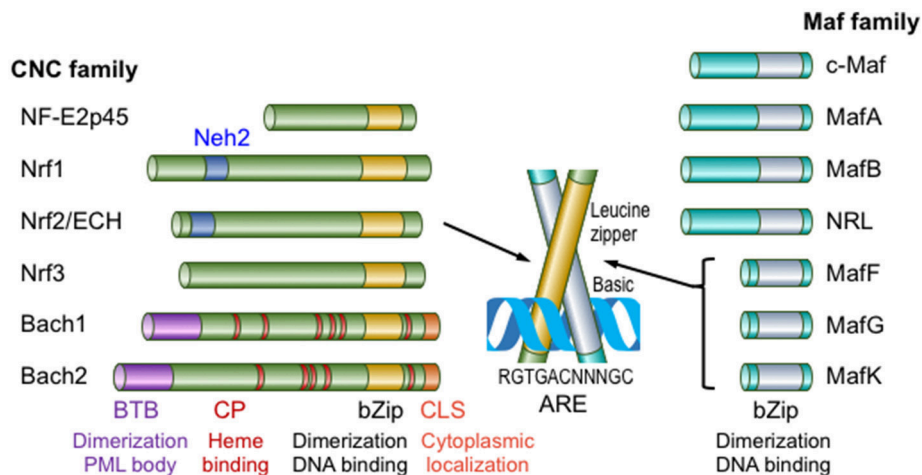 Maf family
CNC family
c-Maf
NF-E2p45
MafA
Neh2
Nrf1
MafB
Nrf2/ECH
Leucine
zipper
NRL
Nrf3
Basic
MafF
Bach1
MafG
Bach2
RGTGACNNNGC
MafK
BTB
CP
bZip
CLS
ARE
bZip
Dimerization
Heme
Dimerization
Cytoplasmic
Dimerization
PML body
binding
DNA binding
localization
DNA binding